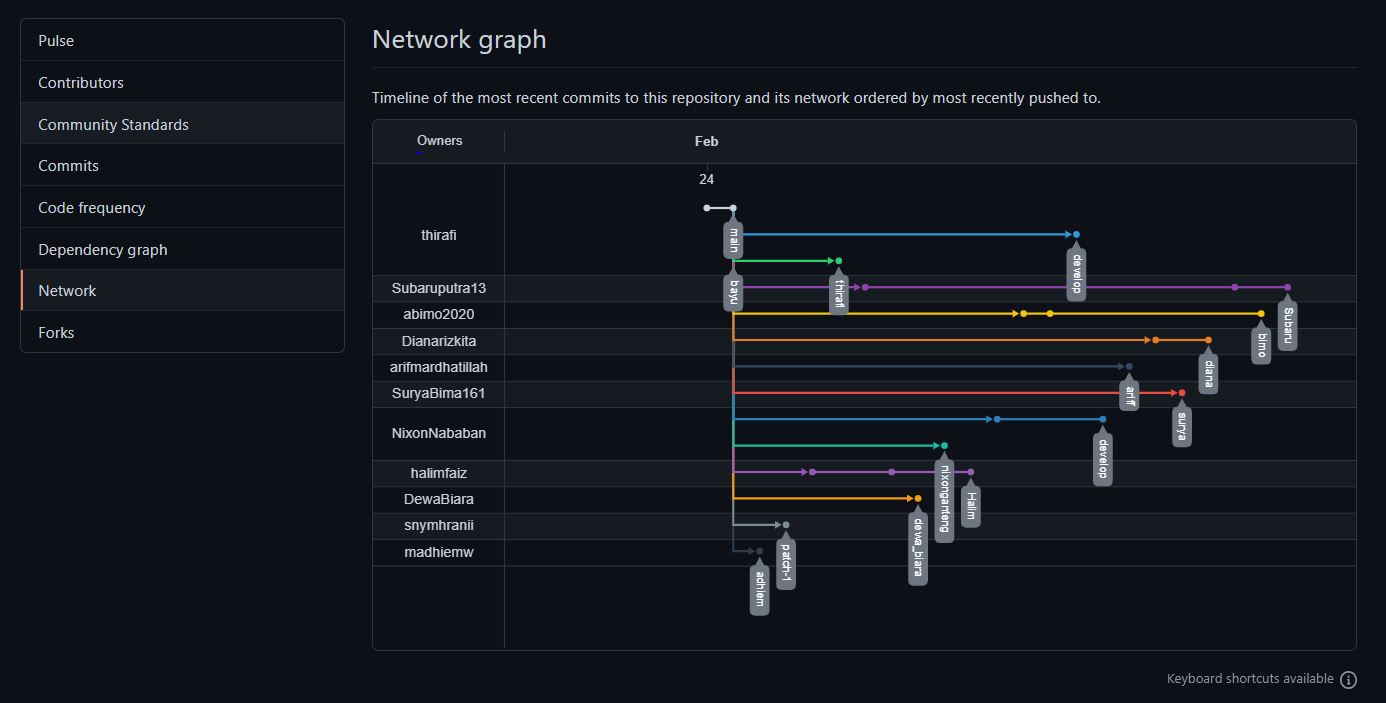 Pulse
Contributors
Community Standards
Commits
Code frequency
Dependency graph
Network
Forks
Network graph
Timeline of the most recent commits to this repository and its network ordered by most recently pushed to.
Owners
Feb
24
thirafi
Subaruputra13
abimo2020
Dianarizkita
arifmardhatillah
SuryaBima161
NixonNababan
halimfaiz
DewaBiara
snymhranii
madhiemw
main
develop
bayu
thirafi
Subaru
bimo
diana
ariff
surya
develop
nixonganteng
Halim
dewa_biara
patch-1
adhiem
Keyboard shortcuts available